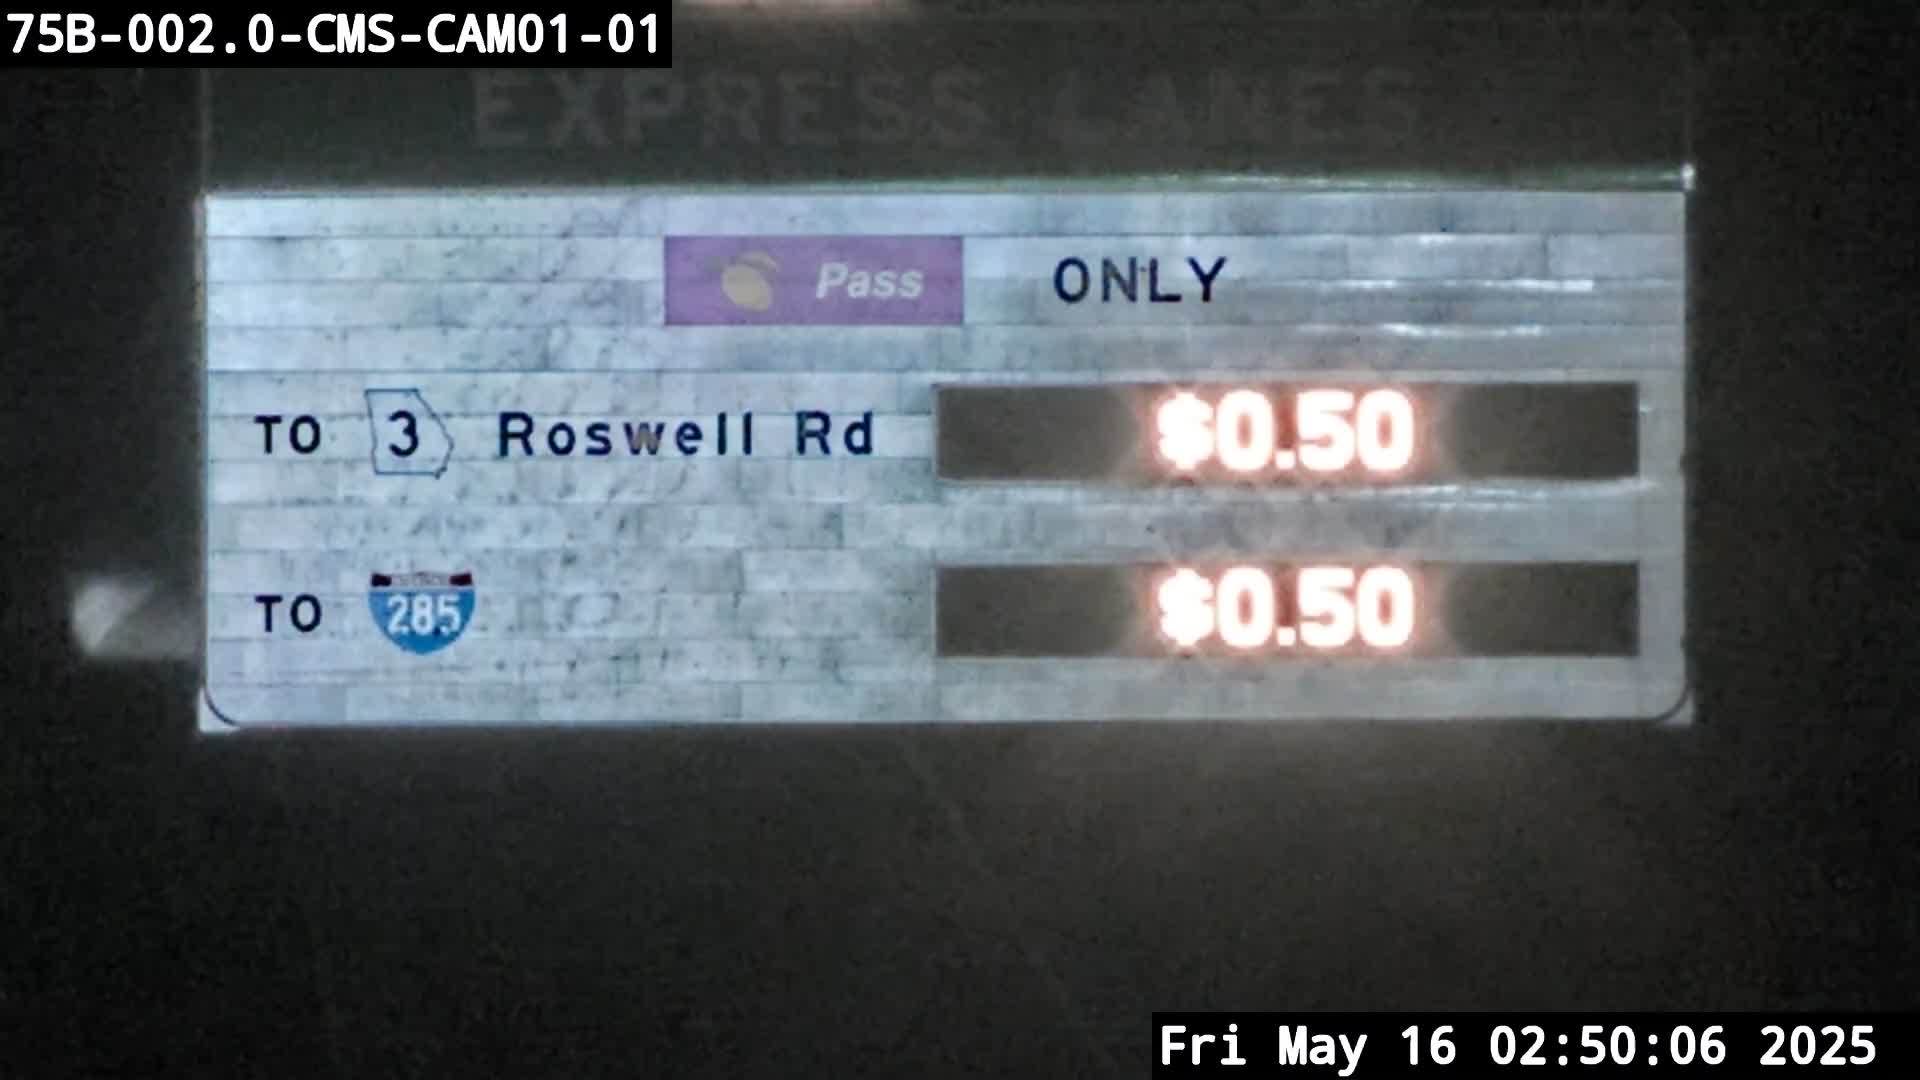 75B-002.0-CMS-CAM01-01
EXPRESS LANES
Pass ONLY
TO 3 Roswell Rd $0.50
TO 285 $0.50
Fri May 16 02:50:06 2025